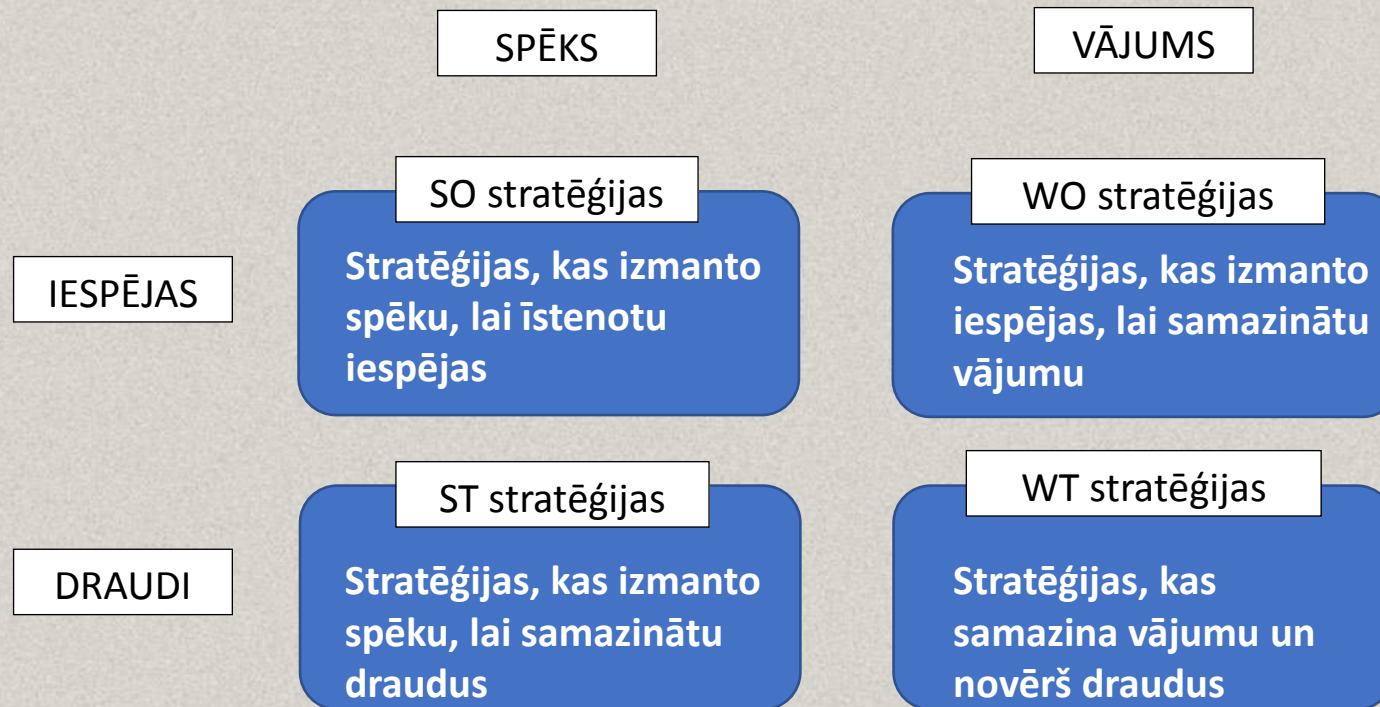 SPĒKS
VĀJUMS
SO stratēģijas
WO stratēģijas
IESPĒJAS
Stratēģijas, kas izmanto
spēku, lai īstenotu
iespējas
Stratēģijas, kas izmanto
iespējas, lai samazinātu
vājumu
ST stratēģijas
WT stratēģijas
DRAUDI
Stratēģijas, kas izmanto
spēku, lai samazinātu
draudus
Stratēģijas, kas
samazina vājumu un
novērš draudus